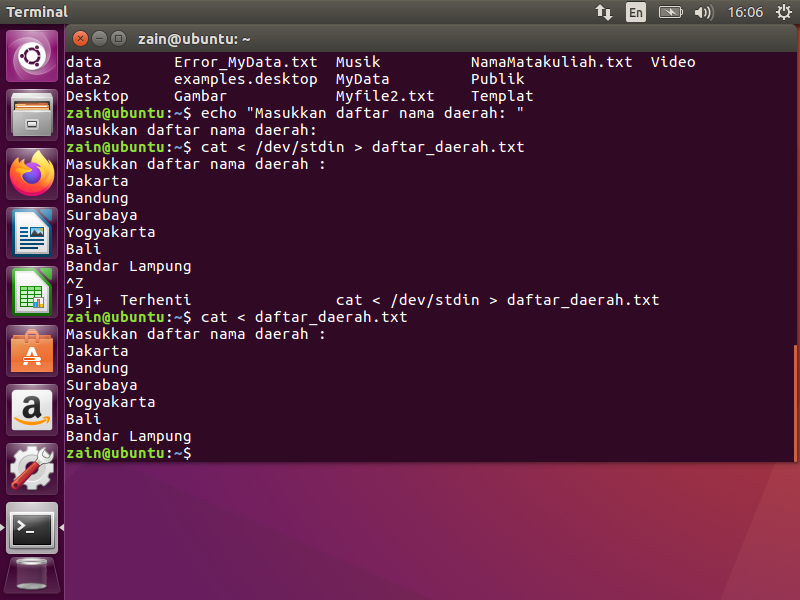 Terminal
En
16:06
zain@ubuntu: ~
data        Error_MyData.txt  Musik          NamaMatakuliah.txt  Video
data2       examples.desktop  MyData         Publik
Desktop     Gambar            Myfile2.txt    Templat
zain@ubuntu:~$ echo "Masukkan daftar nama daerah: "
Masukkan daftar nama daerah:
zain@ubuntu:~$ cat < /dev/stdin > daftar_daerah.txt
Masukkan daftar nama daerah :
Jakarta
Bandung
Surabaya
Yogyakarta
Bali
Bandar Lampung
^Z
[9]+  Terhenti                cat < /dev/stdin > daftar_daerah.txt
zain@ubuntu:~$ cat < daftar_daerah.txt
Masukkan daftar nama daerah :
Jakarta
Bandung
Surabaya
Yogyakarta
Bali
Bandar Lampung
zain@ubuntu:~$